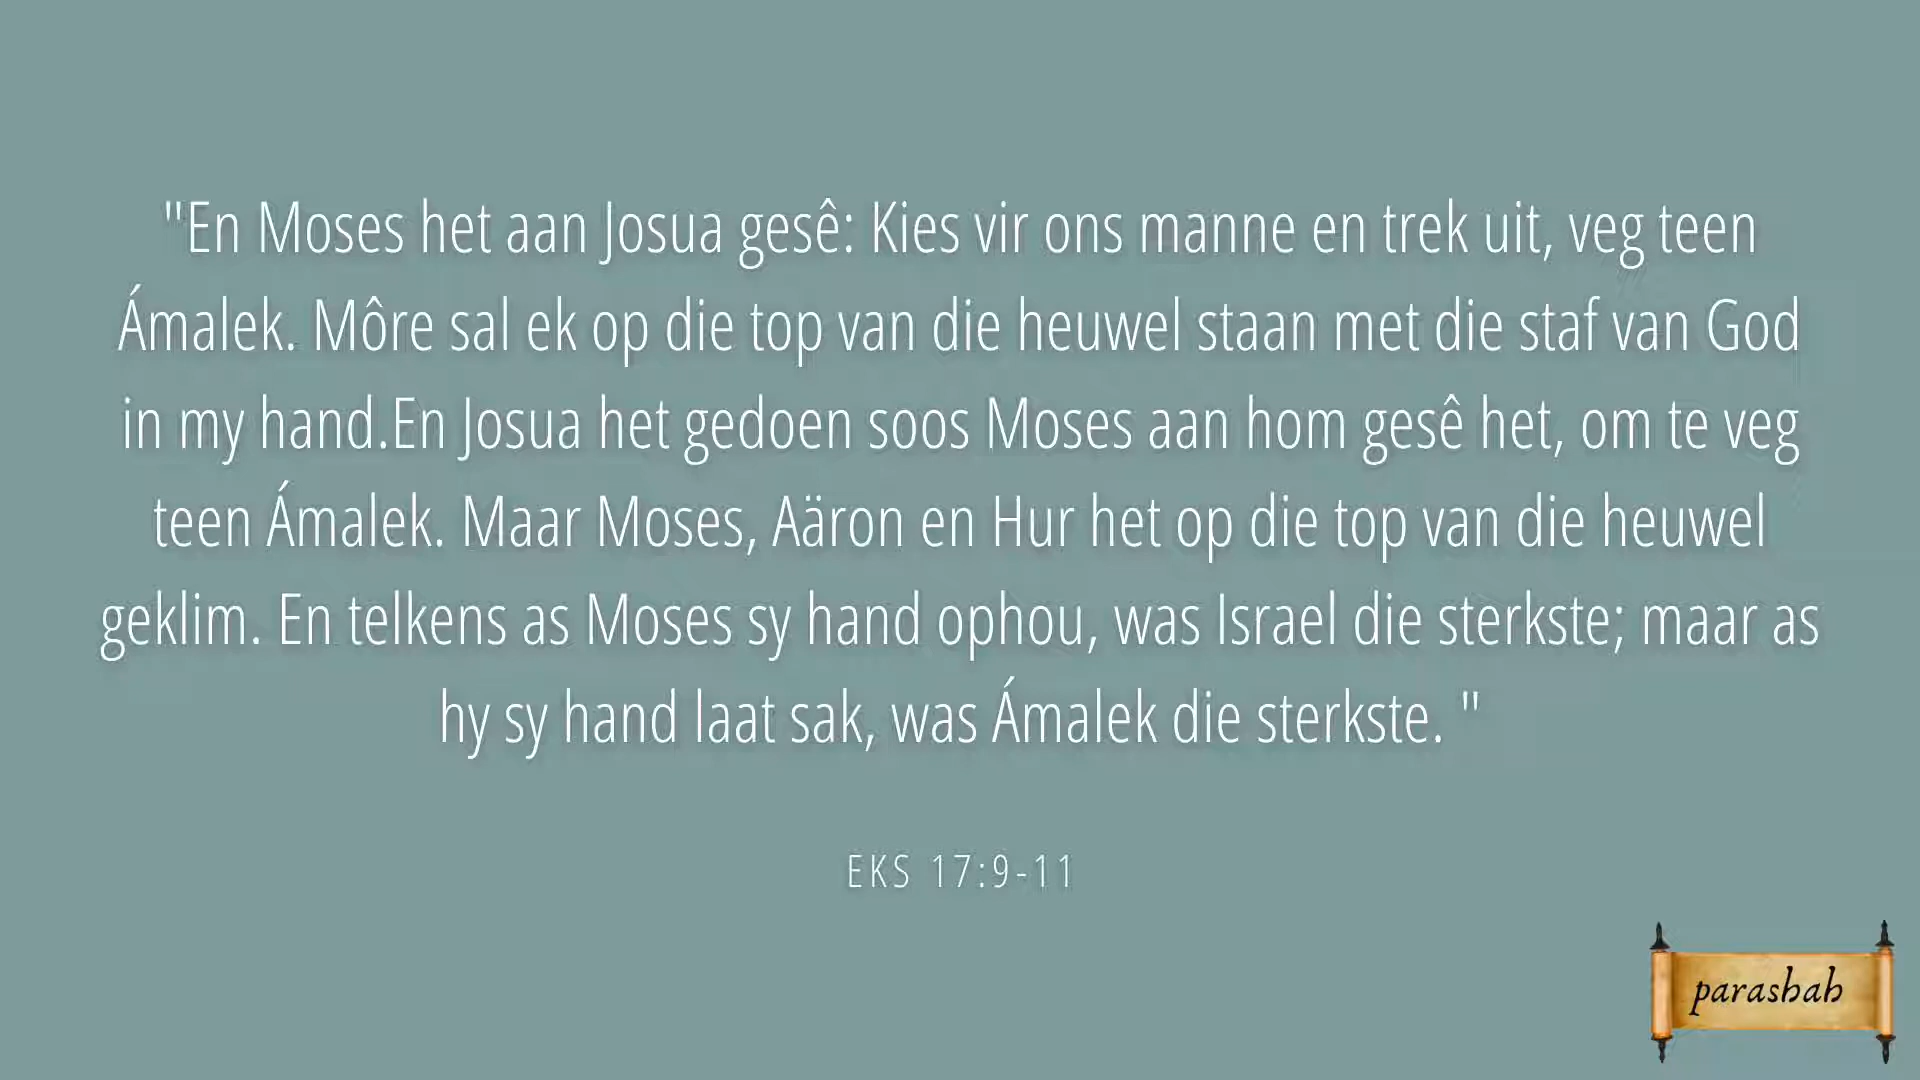 "En Moses het aan Josua gesê: Kies vir ons manne en trek uit, veg teen
Ámalek. Môre sal ek op die top van die heuwel staan met die staf van God
in my hand.En Josua het gedoen soos Moses aan hom gesê het, om te veg
teen Ámalek. Maar Moses, Aäron en Hur het op die top van die heuwel
geklim. En telkens as Moses sy hand ophou, was Israel die sterkste; maar as
hy sy hand laat sak, was Ámalek die sterkste. "
EKS 17:9-11
parashah